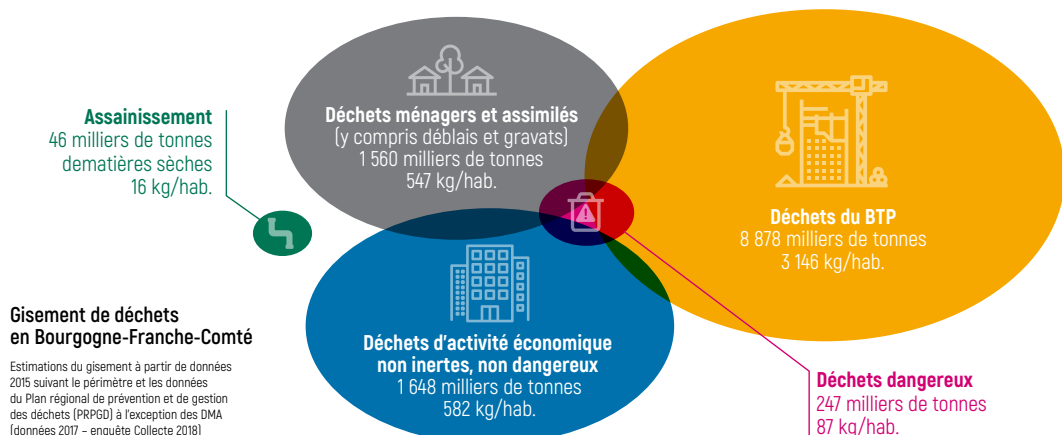 Assainissement
46 milliers de tonnes
dematières sèches
16 kg/hab.
Déchets ménagers et assimilés
(y compris déblais et gravats)
1 560 milliers de tonnes
547 kg/hab.
Déchets du BTP
8 878 milliers de tonnes
3 146 kg/hab.
Déchets d'activité économique
non inertes, non dangereux
1 648 milliers de tonnes
582 kg/hab.
Déchets dangereux
247 milliers de tonnes
87 kg/hab.
Gisement de déchets
en Bourgogne-Franche-Comté
Estimations du gisement à partir de données
2015 suivant le périmètre et les données
du Plan régional de prévention et de gestion
des déchets (PRPGD) à l'exception des DMA
(données 2017 – enquête Collecte 2018)